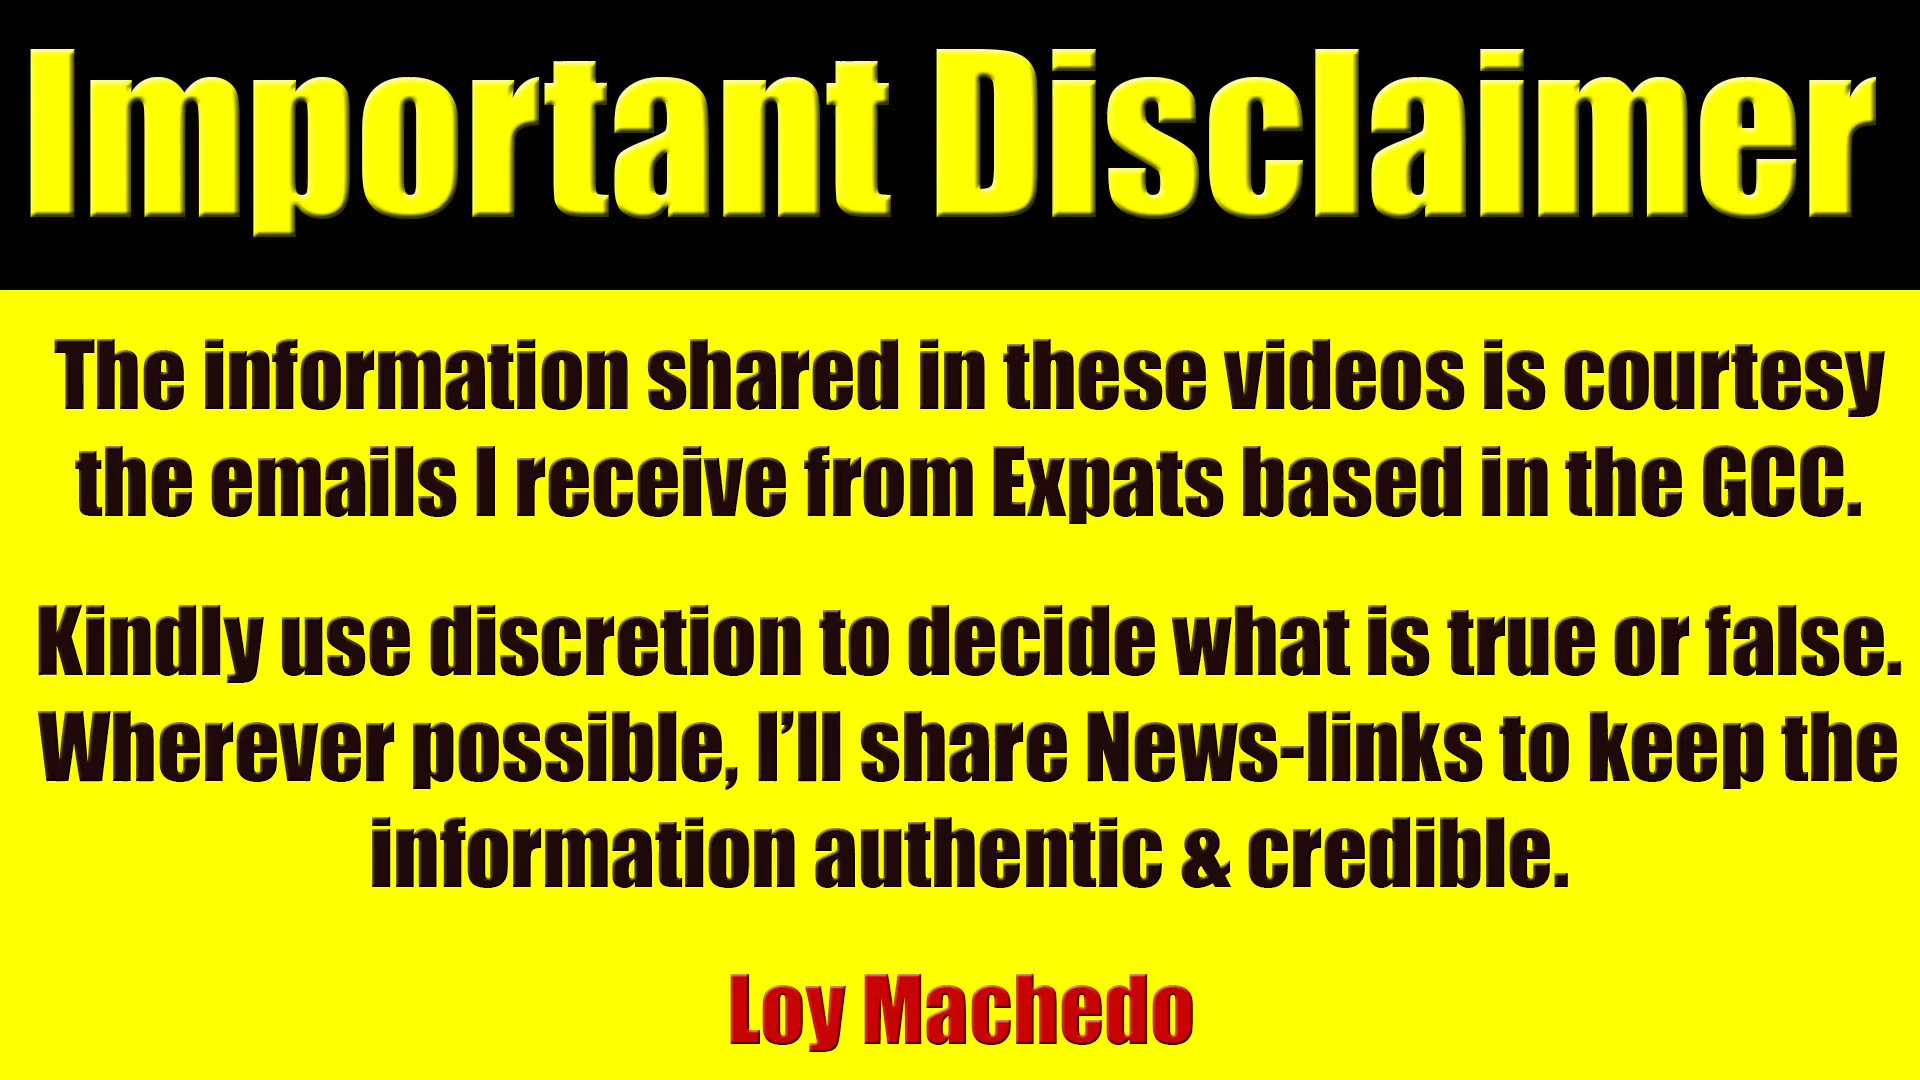 Important Disclaimer
The information shared in these videos is courtesy
the emails I receive from Expats based in the GCC.
Kindly use discretion to decide what is true or false.
Wherever possible, I’ll share News-links to keep the
information authentic & credible.
Loy Machedo